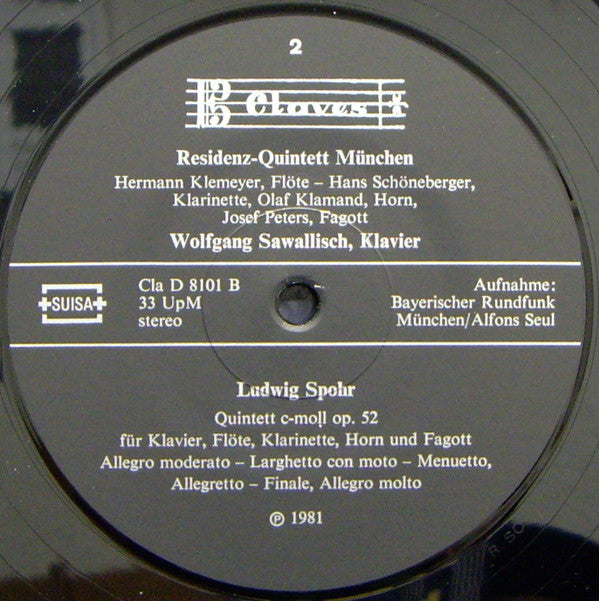 2
Claves
Residenz-Quintett München
Hermann Klemeyer, Flöte – Hans Schöneberger,
Klarinette, Olaf Klamand, Horn,
Josef Peters, Fagott
Wolfgang Sawallisch, Klavier
SUISA
Cla D 8101 B
33 UpM
stereo
Aufnahme:
Bayerischer Rundfunk
München/Alfons Seul
Ludwig Spohr
Quintett c-moll op. 52
für Klavier, Flöte, Klarinette, Horn und Fagott
Allegro moderato – Larghetto con moto – Menuetto,
Allegretto – Finale, Allegro molto
℗ 1981